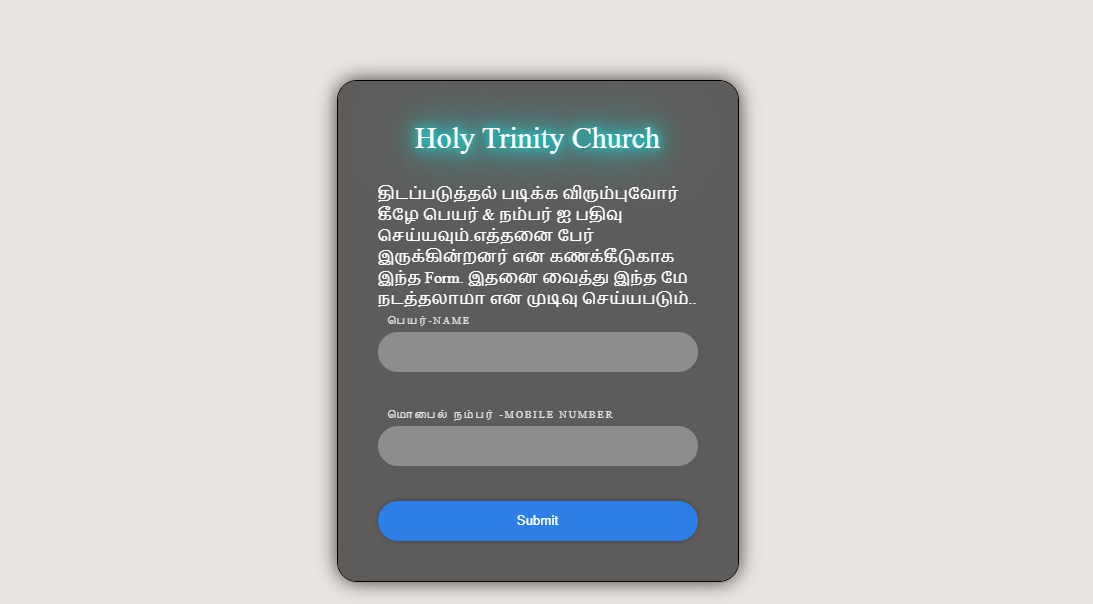 Holy Trinity Church
திடப்படுத்தல் படிக்க விரும்புவோர்
கீழே பெயர் & நம்பர் ஐ பதிவு
செய்யவும்.எத்தனை பேர்
இருக்கின்றனர் என கணக்கீடுகாக
இந்த Form. இதனை வைத்து இந்த மே
நடத்தலாமா என முடிவு செய்யபடும்..
பெயர்-NAME
மொபைல் நம்பர் -MOBILE NUMBER
Submit